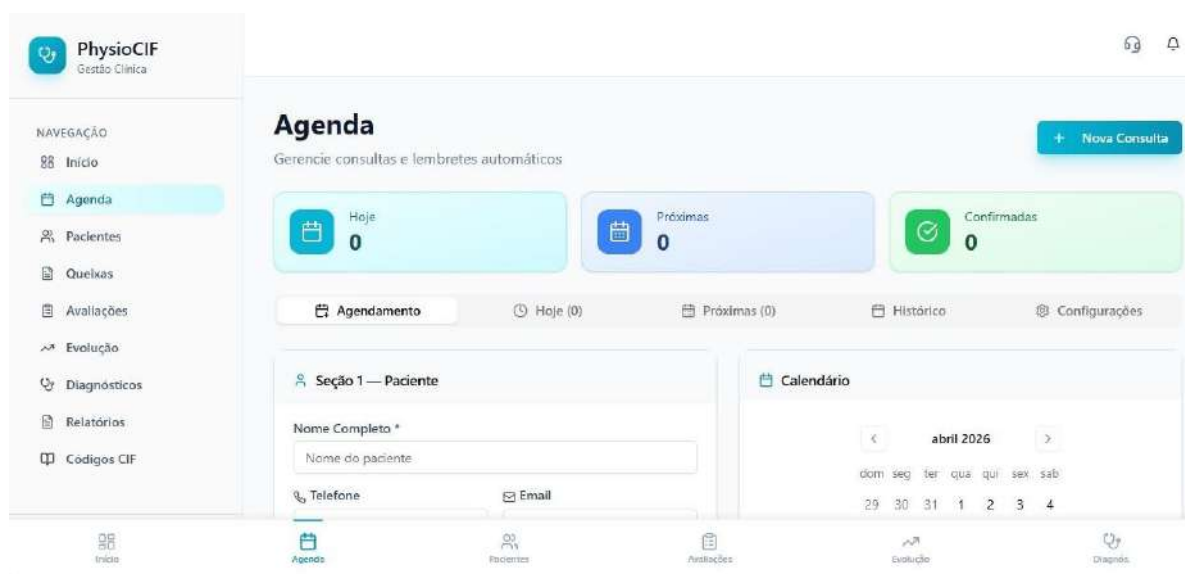 PhysioCIF
Gestão Clínica
NAVEGAÇÃO
Início
Agenda
Pacientes
Queixas
Avaliações
Evolução
Diagnósticos
Relatórios
Códigos CIF
Agenda
Gerencie consultas e lembretes automáticos
+ Nova Consulta
Hoje
0
Próximas
0
Confirmadas
0
Agendamento
Hoje (0)
Próximas (0)
Histórico
Configurações
Seção 1 — Paciente
Nome Completo *
Nome do paciente
Telefone
Email
Calendário
abril 2026
dom seg ter qua qui sex sab
29 30 31 1 2 3 4
Início
Agenda
Pacientes
Avaliações
Evolução
Diagnós.